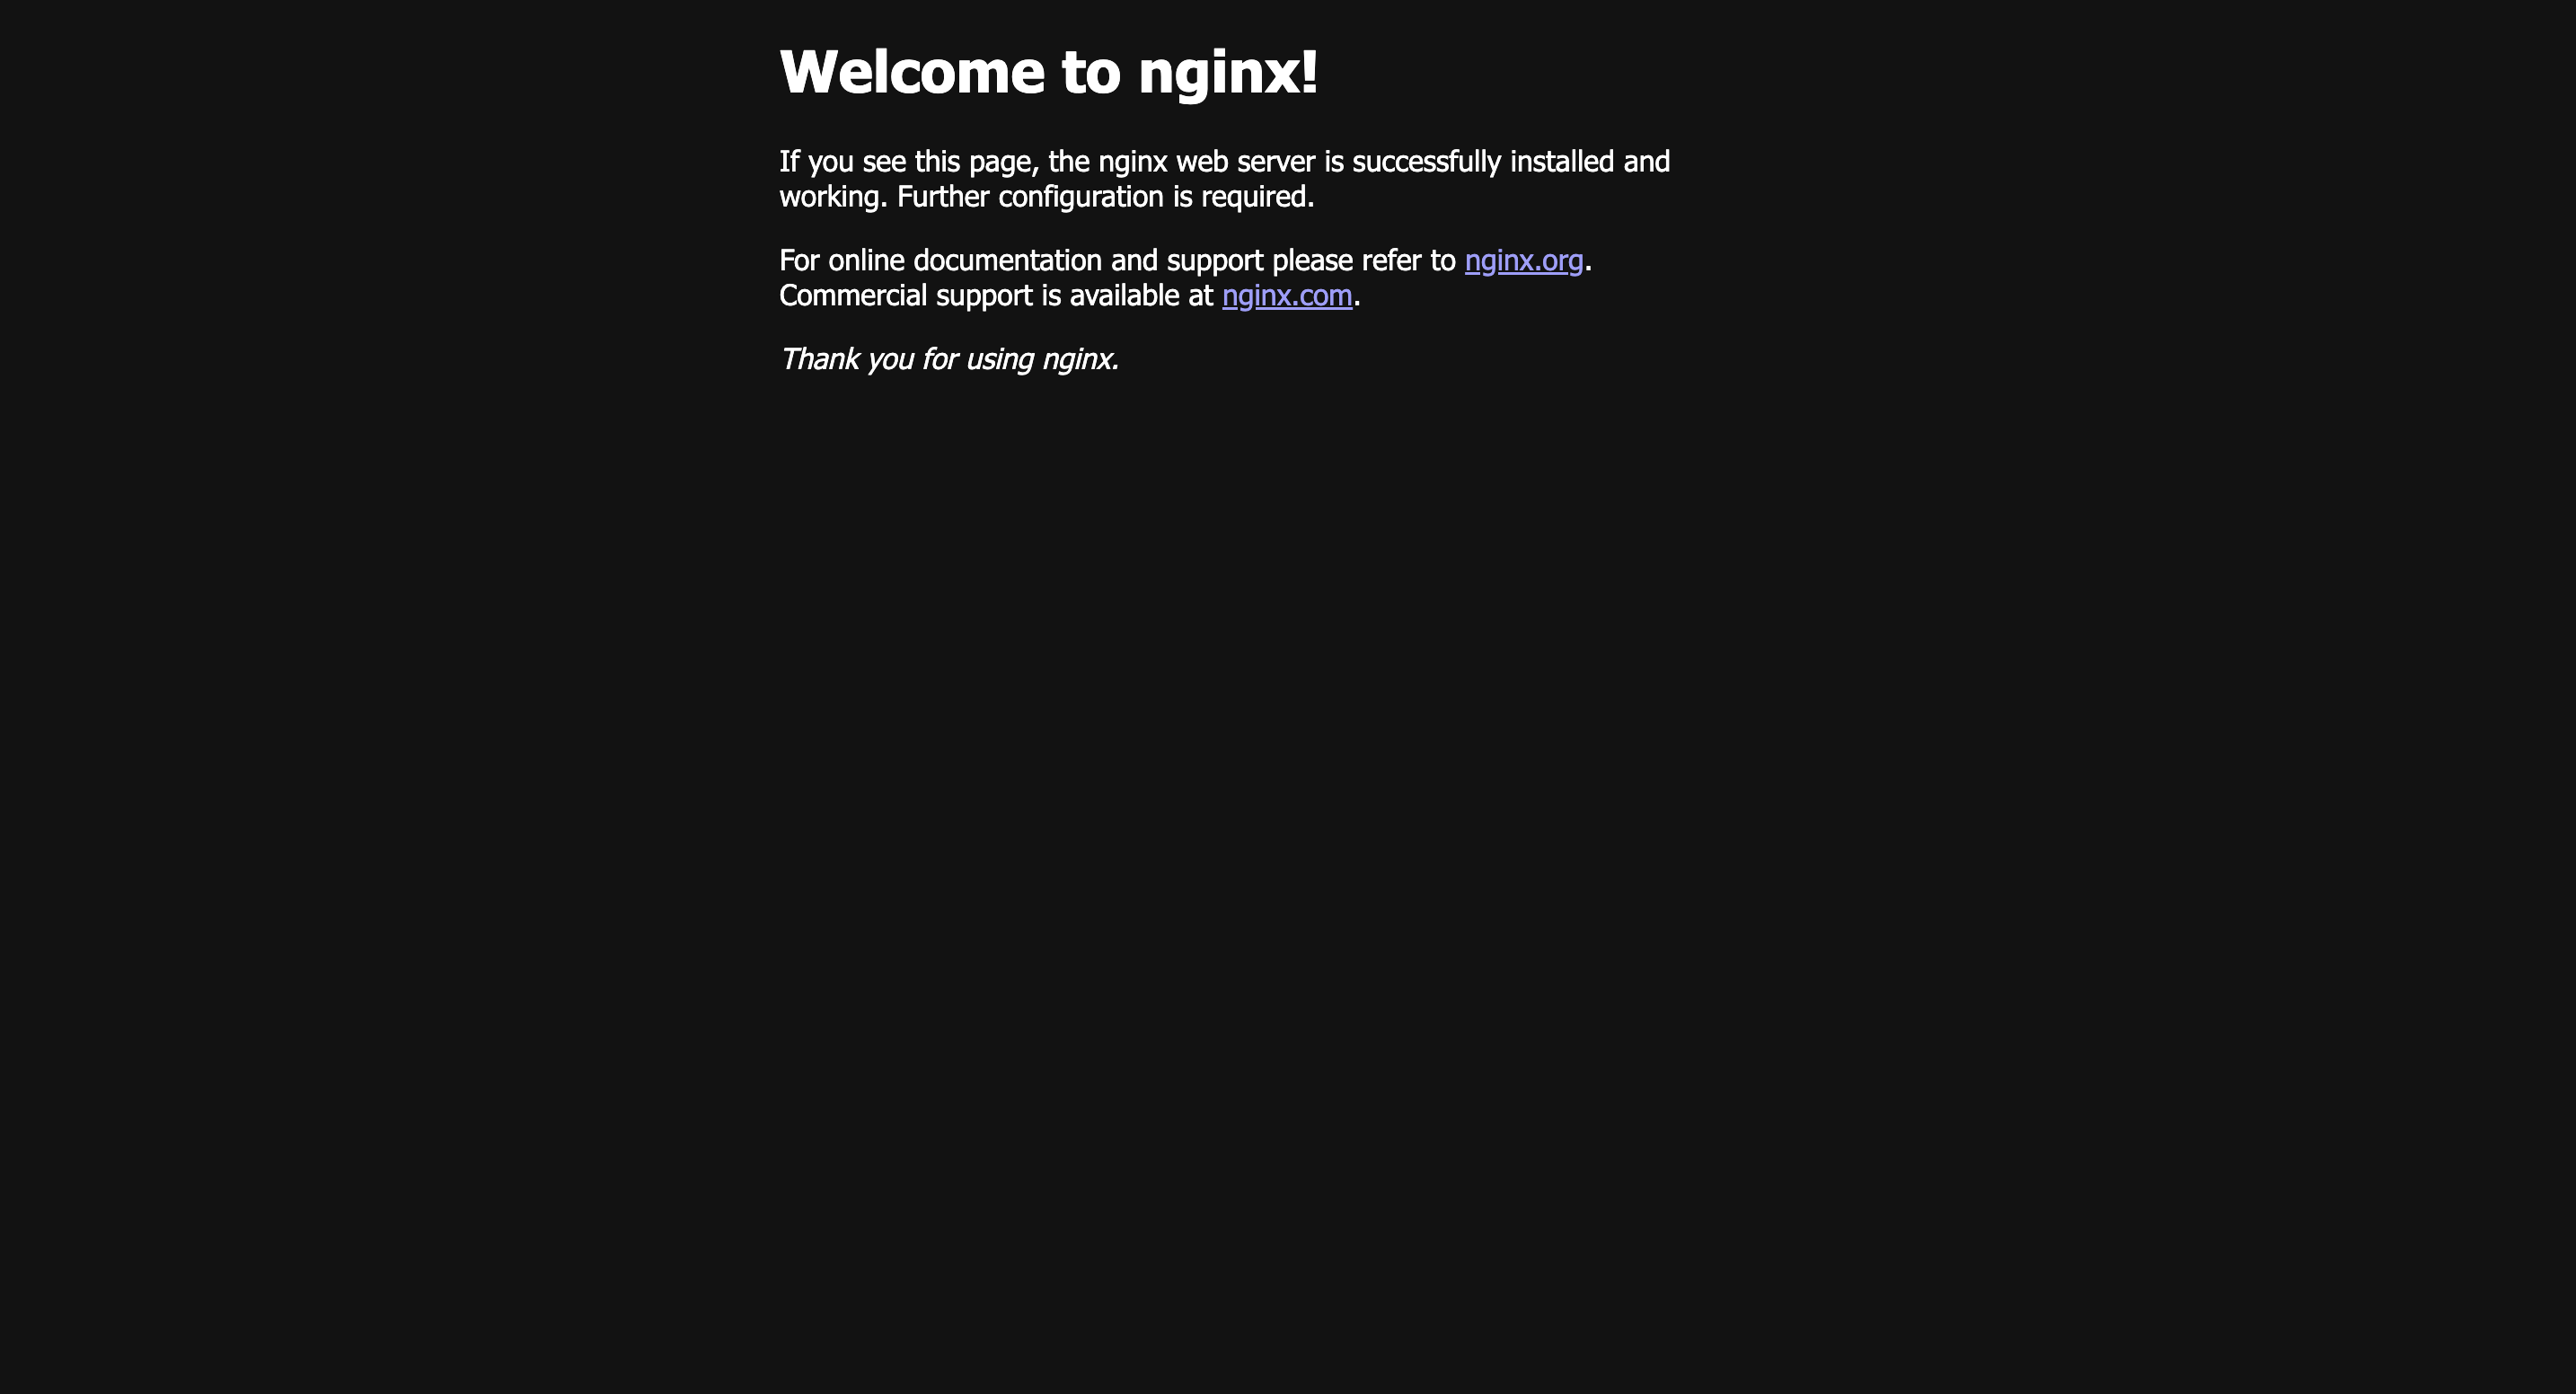 Welcome to nginx!
If you see this page, the nginx web server is successfully installed and
working. Further configuration is required.
For online documentation and support please refer to nginx.org.
Commercial support is available at nginx.com.
Thank you for using nginx.